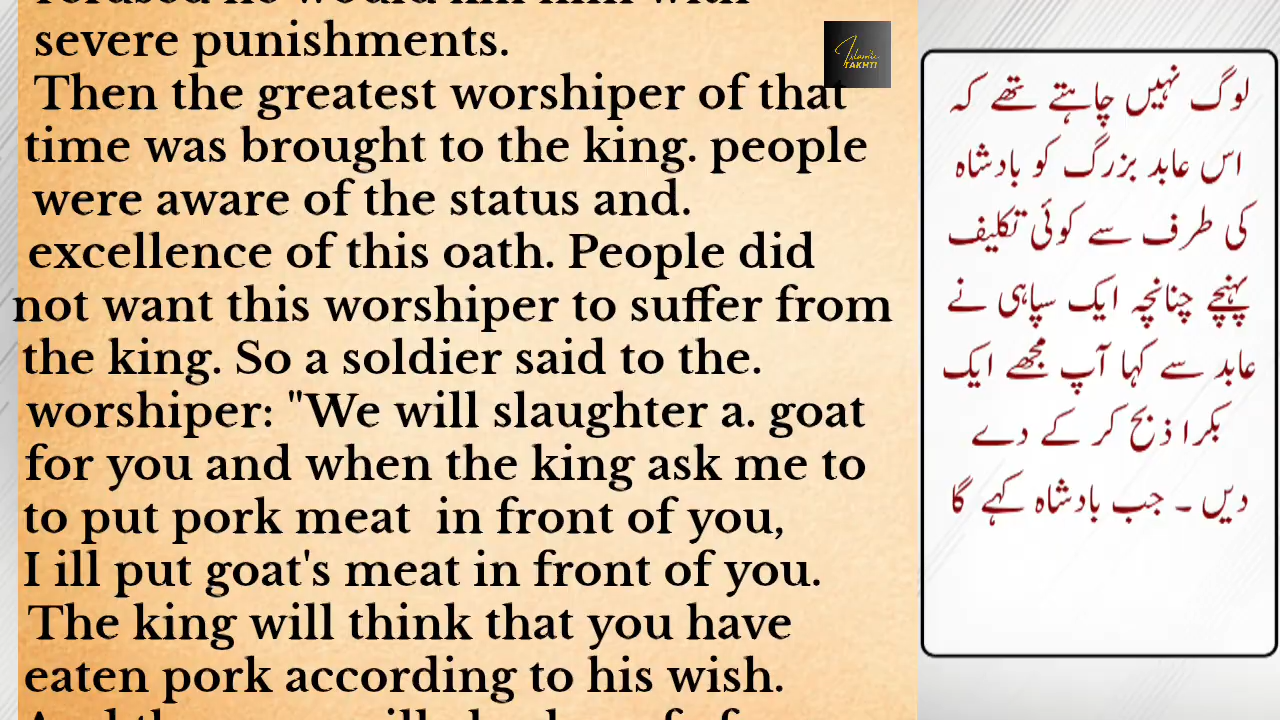 severe punishments.
Then the greatest worshiper of that
time was brought to the king. people
were aware of the status and.
excellence of this oath. People did
not want this worshiper to suffer from
the king. So a soldier said to the.
worshiper: "We will slaughter a. goat
for you and when the king ask me to
to put pork meat in front of you,
I ill put goat's meat in front of you.
The king will think that you have
eaten pork according to his wish.
Islamic
TAKHTI
لوگ نہیں چاہتے تھے کہ
اس عابد بزرگ کو بادشاہ
کی طرف سے کوئی تکلیف
پہنچے چنانچہ ایک سپاہی نے
عابد سے کہا آپ مجھے ایک
بکرا ذبح کر کے دے
دیں ۔ جب بادشاہ کہے گا